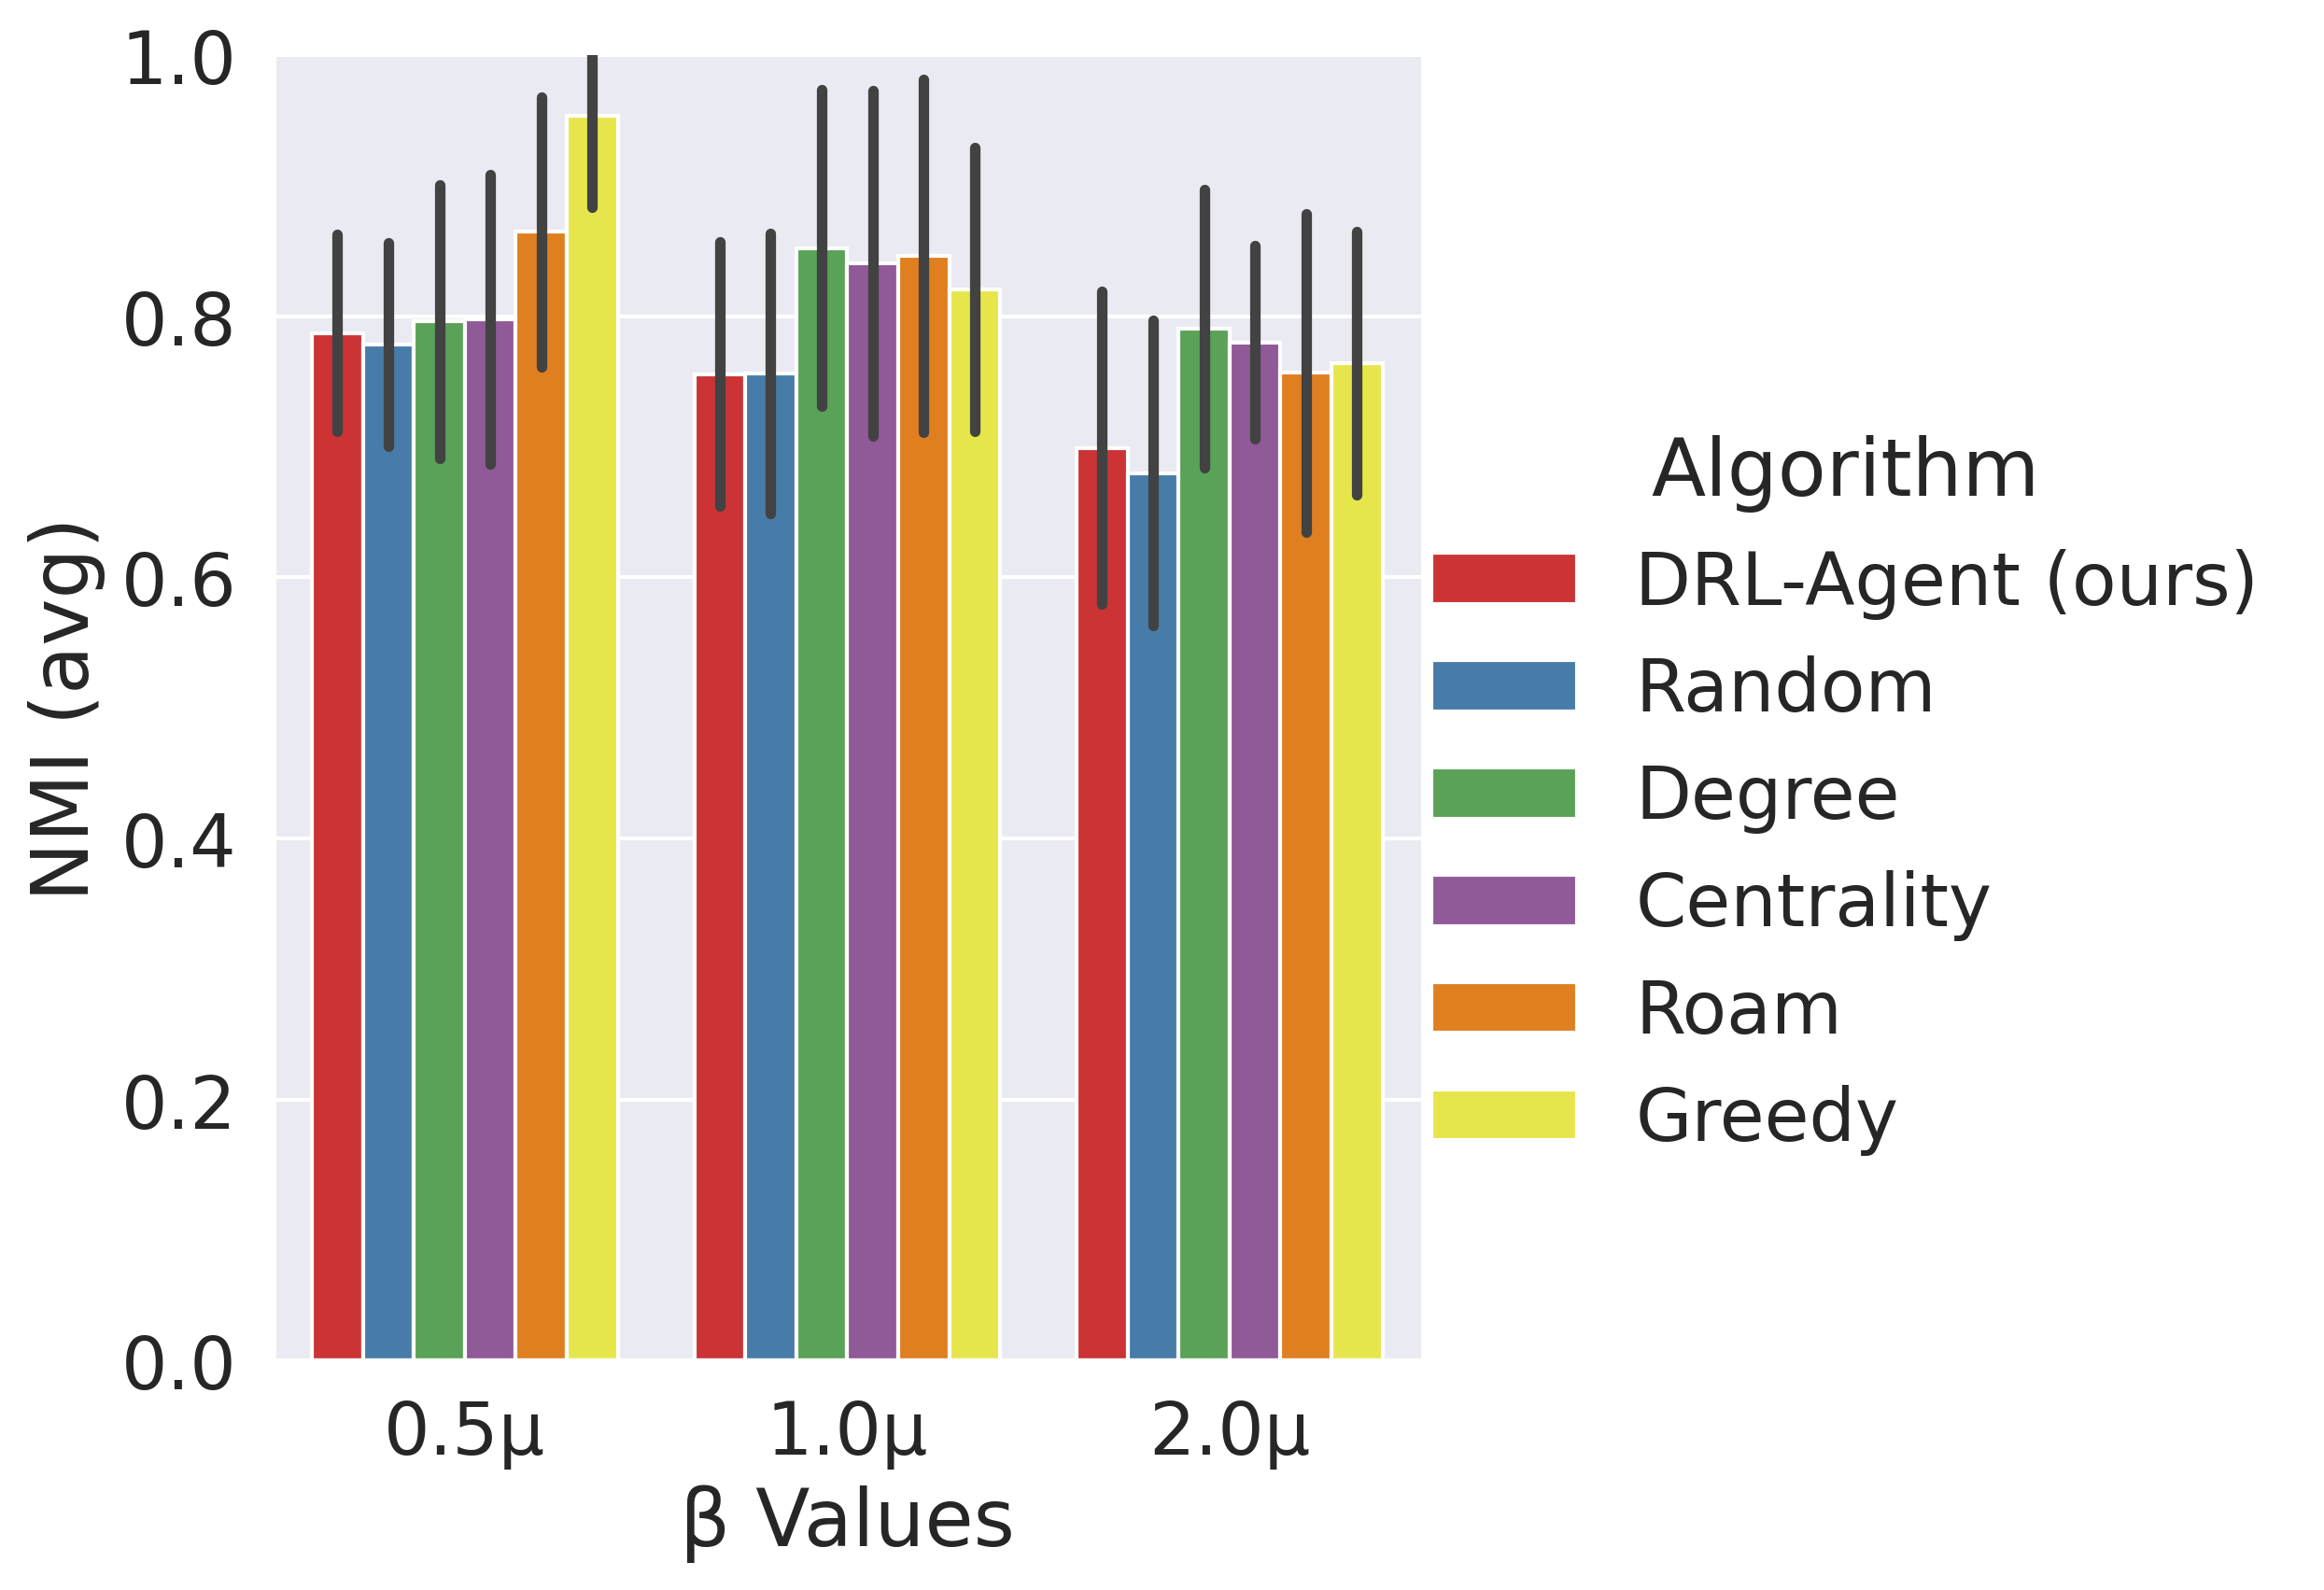 1.0
0.8
0.6
0.4
0.2
0.0
NMI (avg)
0.5μ 1.0μ 2.0μ
β Values
Algorithm
DRL-Agent (ours)
Random
Degree
Centrality
Roam
Greedy